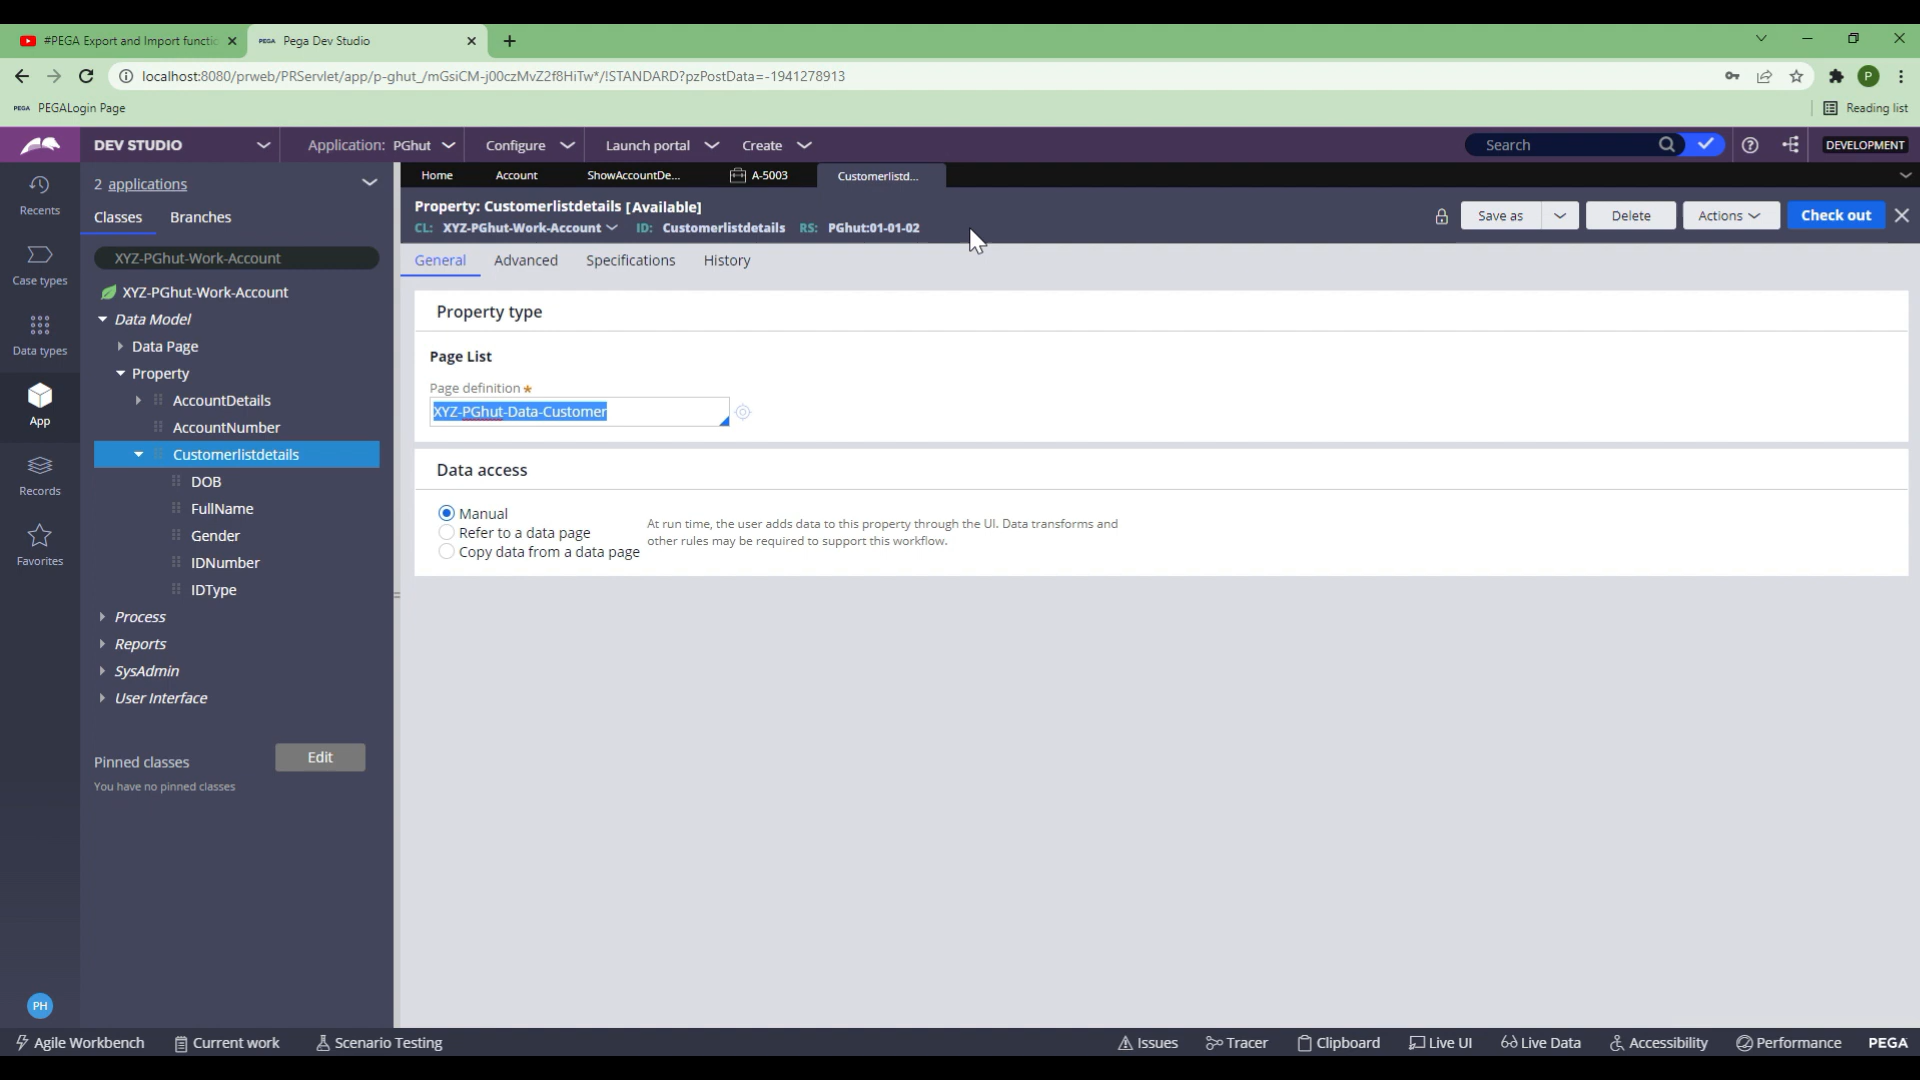 #PEGA Export and Import functio
PEGA Pega Dev Studio
localhost:8080/prweb/PRServlet/app/p-ghut_/mGsiCM-j00czMvZ2f8HiTw*/!STANDARD?pzPostData=-1941278913
P
PEGA PEGALogin Page
Reading list
DEV STUDIO
Application: PGhut
Configure
Launch portal
Create
Search
DEVELOPMENT
Recents
Case types
Data types
App
Records
Favorites
PH
2 applications
Classes
Branches
XYZ-PGhut-Work-Account
XYZ-PGhut-Work-Account
Data Model
Data Page
Property
AccountDetails
AccountNumber
Customerlistdetails
DOB
FullName
Gender
IDNumber
IDType
Process
Reports
SysAdmin
User Interface
Pinned classes
Edit
You have no pinned classes
Home
Account
ShowAccountDe...
A-5003
Customerlistd...
Property: Customerlistdetails [Available]
CL: XYZ-PGhut-Work-Account ID: Customerlistdetails RS: PGhut:01-01-02
Save as
Delete
Actions
Check out
General
Advanced
Specifications
History
Property type
Page List
Page definition ★
XYZ-PGhut-Data-Customer
Data access
Manual
Refer to a data page
Copy data from a data page
At run time, the user adds data to this property through the UI. Data transforms and
other rules may be required to support this workflow.
Agile Workbench
Current work
Scenario Testing
Issues
Tracer
Clipboard
Live UI
Live Data
Accessibility
Performance
PEGA